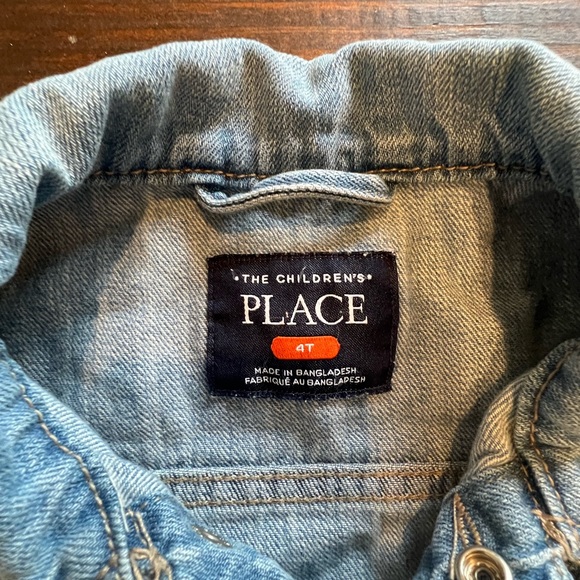 •THE CHILDREN'S•
PLACE
4T
MADE IN BANGLADESH
FABRIQUÉ AU BANGLADESH